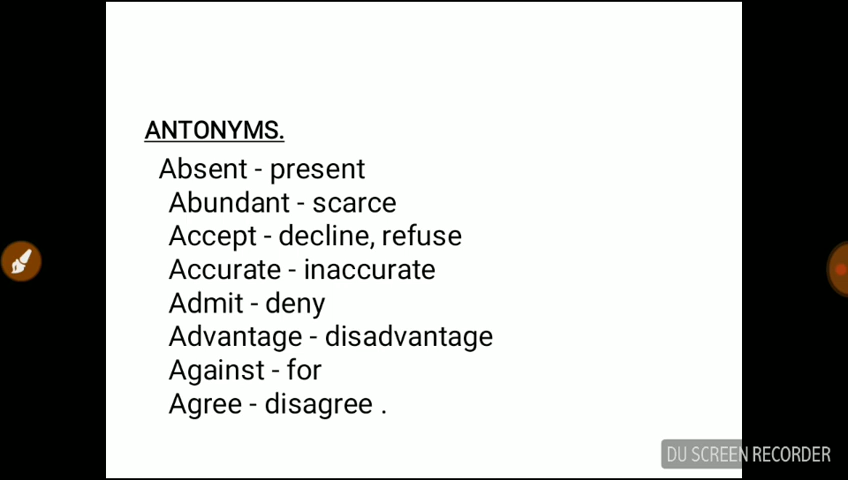 ANTONYMS.
Absent - present
Abundant - scarce
Accept - decline, refuse
Accurate - inaccurate
Admit - deny
Advantage - disadvantage
Against - for
Agree - disagree .
DU SCREEN RECORDER